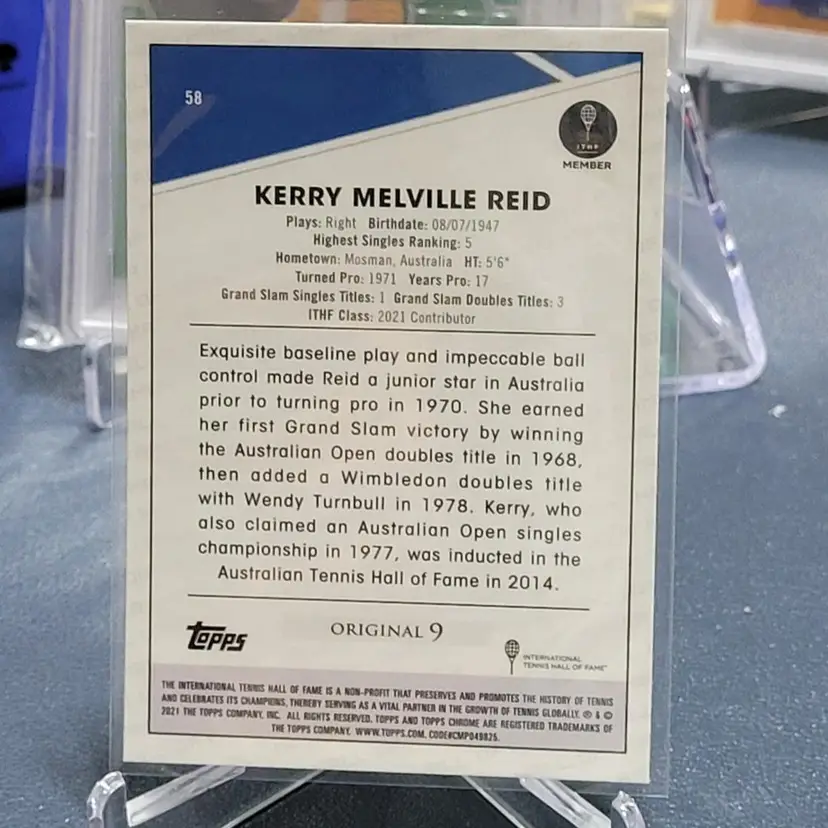 58
ITHF
MEMBER
KERRY MELVILLE REID
Plays: Right Birthdate: 08/07/1947
Highest Singles Ranking: 5
Hometown: Mosman, Australia HT: 5'6"
Turned Pro: 1971 Years Pro: 17
Grand Slam Singles Titles: 1 Grand Slam Doubles Titles: 3
ITHF Class: 2021 Contributor
Exquisite baseline play and impeccable ball
control made Reid a junior star in Australia
prior to turning pro in 1970. She earned
her first Grand Slam victory by winning
the Australian Open doubles title in 1968,
then added a Wimbledon doubles title
with Wendy Turnbull in 1978. Kerry, who
also claimed an Australian Open singles
championship in 1977, was inducted in the
Australian Tennis Hall of Fame in 2014.
Topps
ORIGINAL 9
INTERNATIONAL
TENNIS HALL OF FAME™
THE INTERNATIONAL TENNIS HALL OF FAME IS A NON-PROFIT THAT PRESERVES AND PROMOTES THE HISTORY OF TENNIS
AND CELEBRATES ITS CHAMPIONS, THEREBY SERVING AS A VITAL PARTNER IN THE GROWTH OF TENNIS GLOBALLY. ® & ©
2021 THE TOPPS COMPANY, INC. ALL RIGHTS RESERVED. TOPPS AND TOPPS CHROME ARE REGISTERED TRADEMARKS OF
THE TOPPS COMPANY. WWW.TOPPS.COM. CODE#CMP049825.